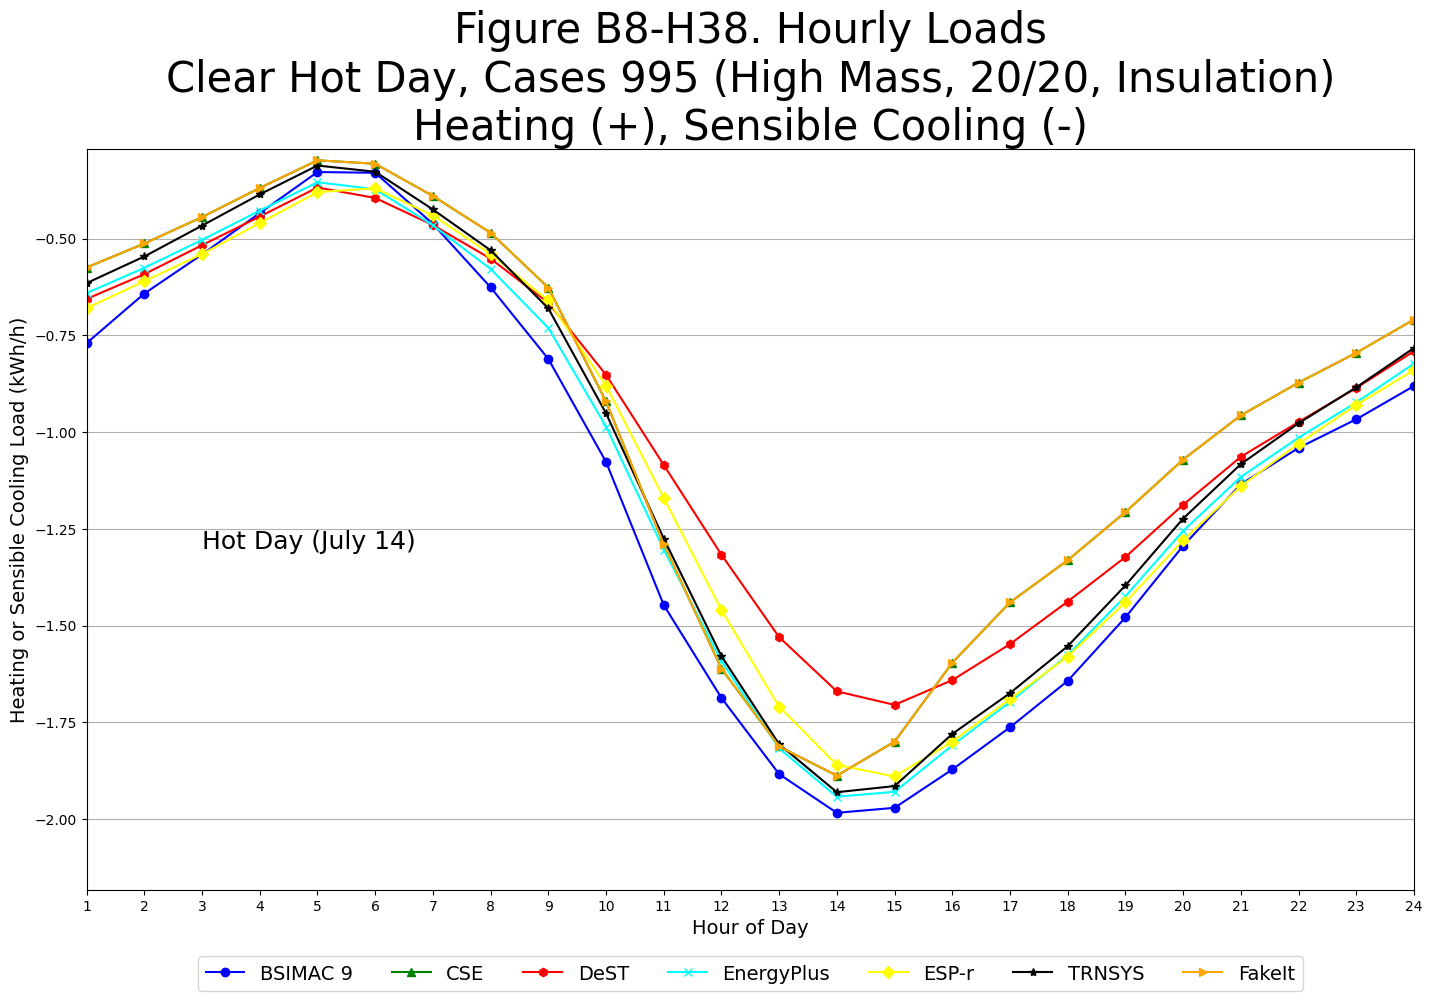 Figure B8-H38. Hourly Loads
Clear Hot Day, Cases 995 (High Mass, 20/20, Insulation)
Heating (+), Sensible Cooling (-)
Heating or Sensible Cooling Load (kWh/h)
−0.50
−0.75
−1.00
−1.25
−1.50
−1.75
−2.00
Hot Day (July 14)
1 2 3 4 5 6 7 8 9 10 11 12 13 14 15 16 17 18 19 20 21 22 23 24
Hour of Day
BSIMAC 9 CSE DeST EnergyPlus ESP-r TRNSYS FakeIt